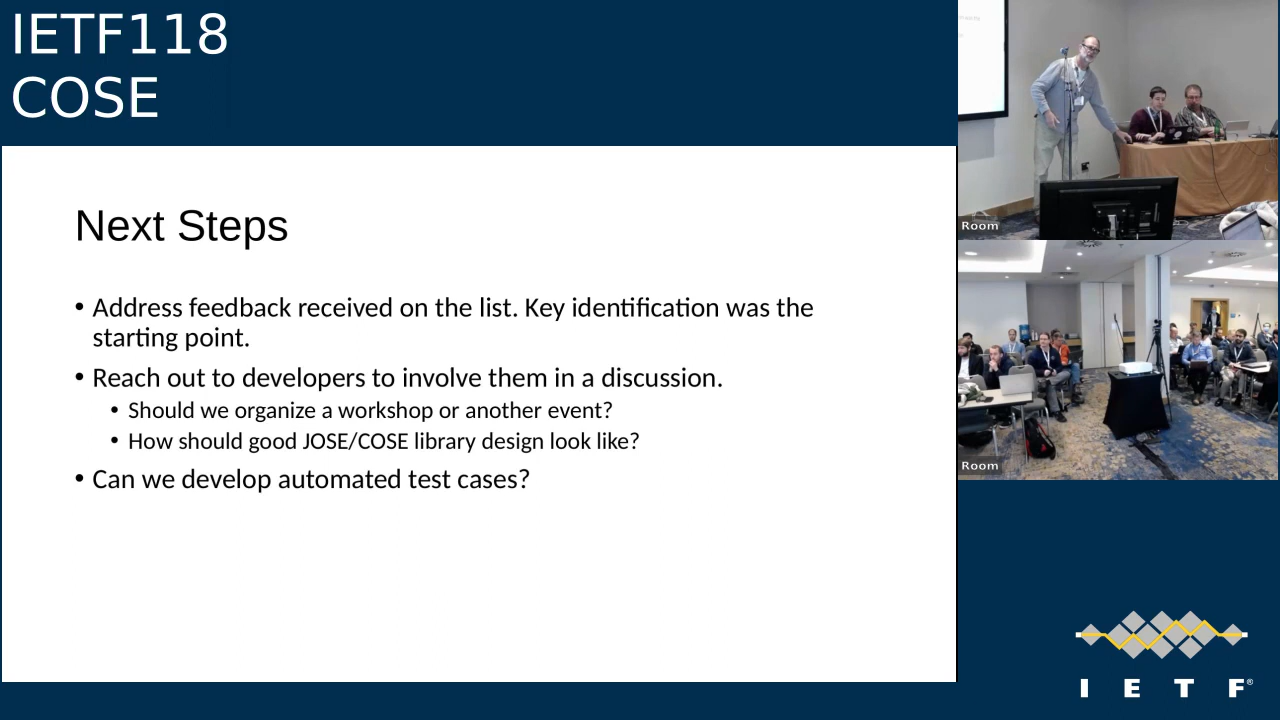 IETF118
COSE
Next Steps
• Address feedback received on the list. Key identification was the
starting point.
• Reach out to developers to involve them in a discussion.
• Should we organize a workshop or another event?
• How should good JOSE/COSE library design look like?
• Can we develop automated test cases?
Room
Room
I E T F®